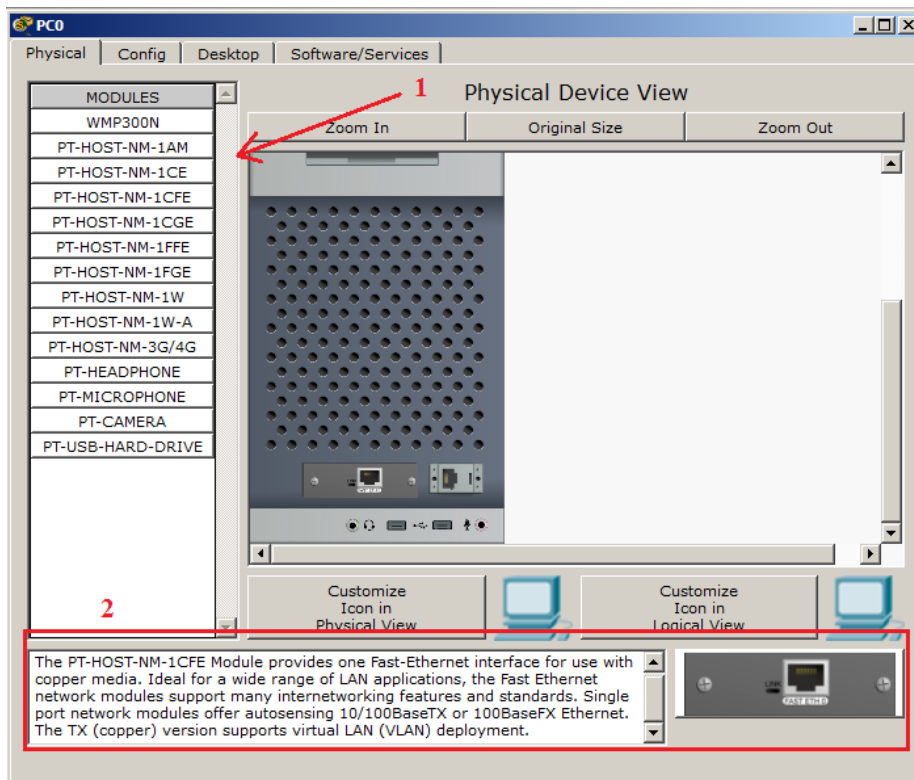 PC0
Physical Config Desktop Software/Services
1
MODULES
WMP300N
PT-HOST-NM-1AM
PT-HOST-NM-1CE
PT-HOST-NM-1CFE
PT-HOST-NM-1CGE
PT-HOST-NM-1FFE
PT-HOST-NM-1FGE
PT-HOST-NM-1W
PT-HOST-NM-1W-A
PT-HOST-NM-3G/4G
PT-HEADPHONE
PT-MICROPHONE
PT-CAMERA
PT-USB-HARD-DRIVE
Physical Device View
Zoom In Original Size Zoom Out
Customize
Icon in
Physical View
Customize
Icon in
Logical View
2
The PT-HOST-NM-1CFE Module provides one Fast-Ethernet interface for use with
copper media. Ideal for a wide range of LAN applications, the Fast Ethernet
network modules support many internetworking features and standards. Single
port network modules offer autosensing 10/100BaseTX or 100BaseFX Ethernet.
The TX (copper) version supports virtual LAN (VLAN) deployment.
LINK
FAST ETH 0